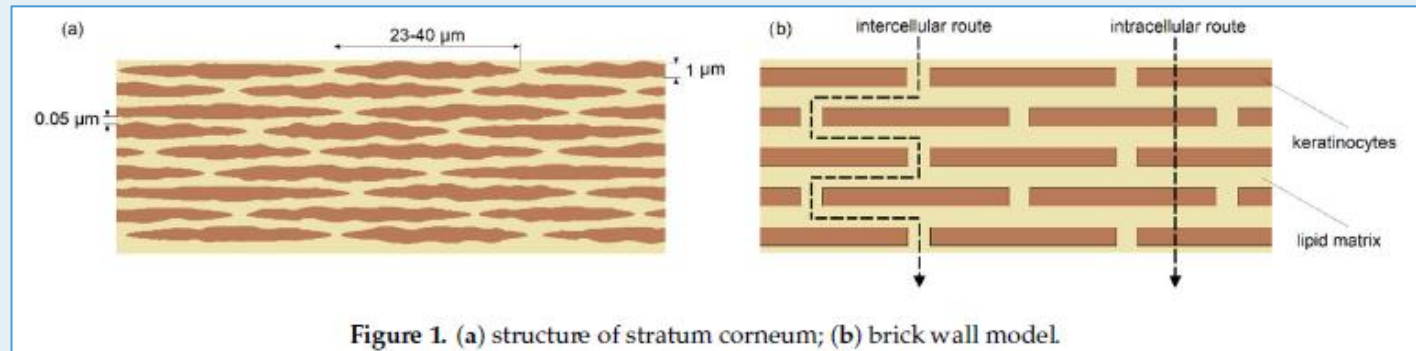 (a)
23-40 µm
1 µm
0.05 µm
(b)
intercellular route
intracellular route
keratinocytes
lipid matrix
Figure 1. (a) structure of stratum corneum; (b) brick wall model.